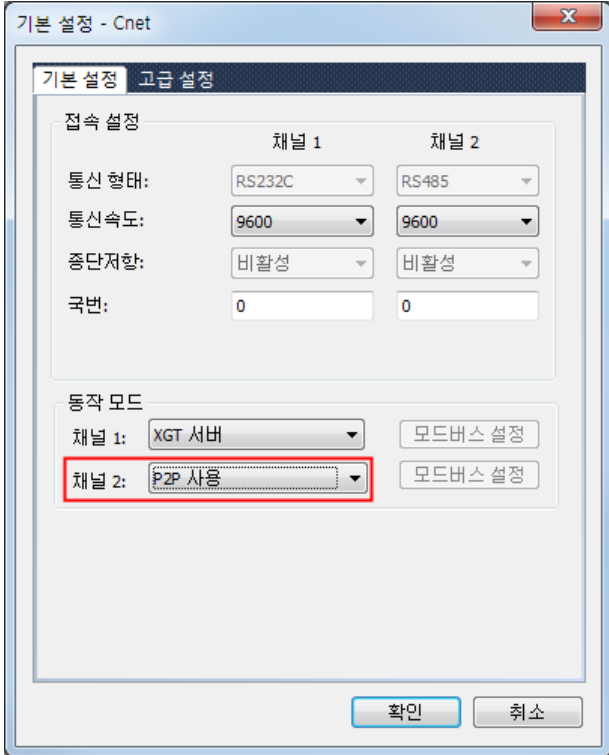 기본 설정 - Cnet
기본 설정 고급 설정
접속 설정
채널 1 채널 2
통신 형태: RS232C RS485
통신속도: 9600 9600
종단저항: 비활성 비활성
국번: 0 0
동작 모드
채널 1: XGT 서버 모드버스 설정
채널 2: P2P 사용 모드버스 설정
확인 취소